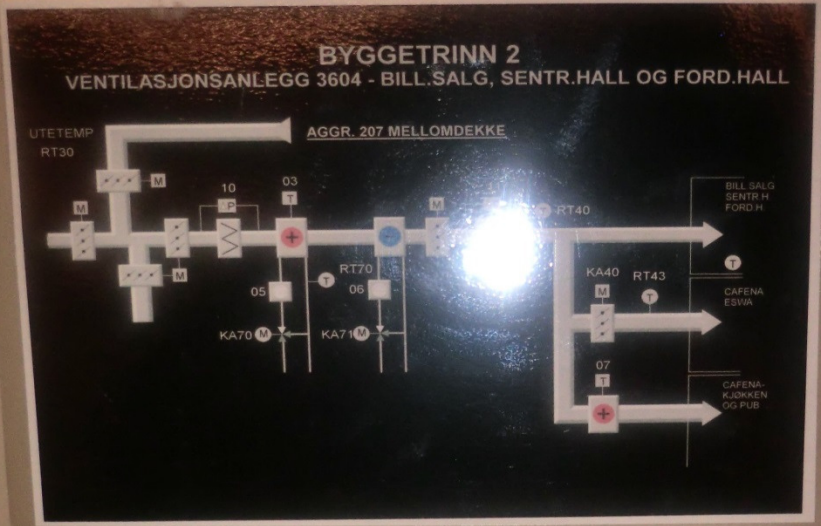 BYGGETRINN 2
VENTILASJONSANLEGG 3604 - BILL.SALG, SENTR.HALL OG FORD.HALL
UTETEMP
RT30
AGGR. 207 MELLOMDEKKE
M
10
03
BILL SALG
SENTR.H
FORD.H.
M
P
T
M
T
RT40
M
RT70
T
KA40
RT43
T
CAFENA
ESWA
05
06
M
T
KA70 M
KA71 M
07
T
CAFENA-
KJØKKEN
OG PUB